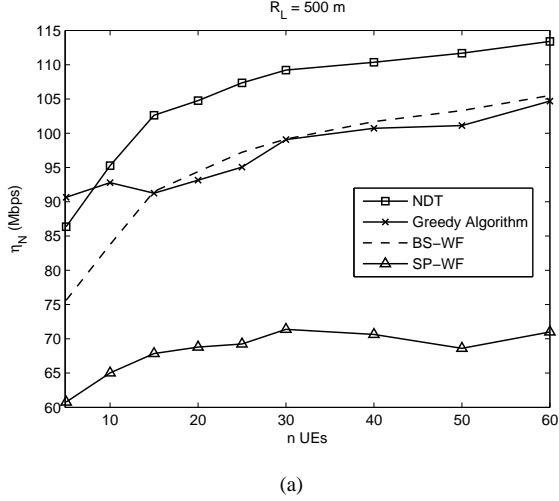 R_L = 500 m
115
110
105
100
95
90
85
80
75
70
65
60
η_N (Mbps)
NDT
Greedy Algorithm
BS−WF
SP−WF
10
20
30
40
50
60
n UEs
(a)